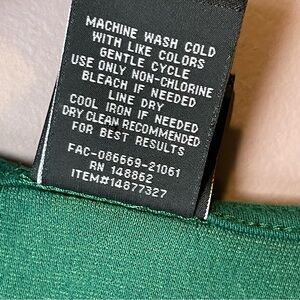 MACHINE WASH COLD
WITH LIKE COLORS
GENTLE CYCLE
USE ONLY NON-CHLORINE
BLEACH IF NEEDED
LINE DRY
COOL IRON IF NEEDED
DRY CLEAN RECOMMENDED
FOR BEST RESULTS
FAC-086669-21061
RN 148862
ITEM#14677327